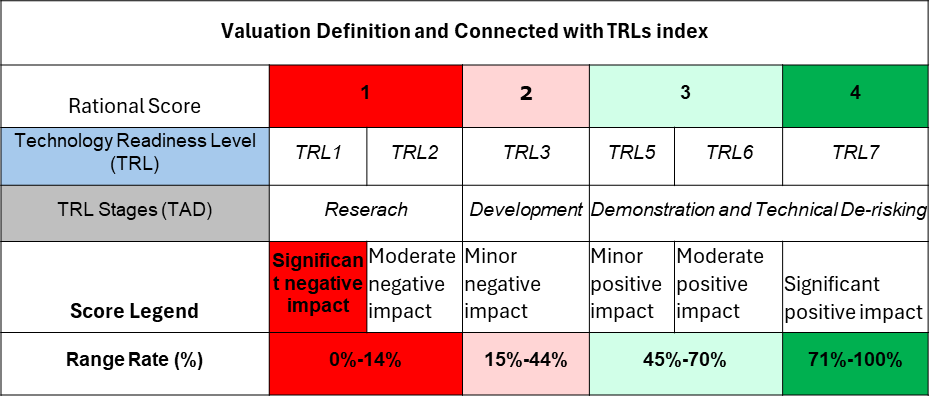 Valuation Definition and Connected with TRLs index
Rational Score
1
2
3
4
Technology Readiness Level
(TRL)
TRL1
TRL2
TRL3
TRL5
TRL6
TRL7
TRL Stages (TAD)
Reserach
Development
Demonstration and Technical De-risking
Score Legend
Significan
t negative
impact
Moderate
negative
impact
Minor
negative
impact
Minor
positive
impact
Moderate
positive
impact
Significant
positive impact
Range Rate (%)
0%-14%
15%-44%
45%-70%
71%-100%